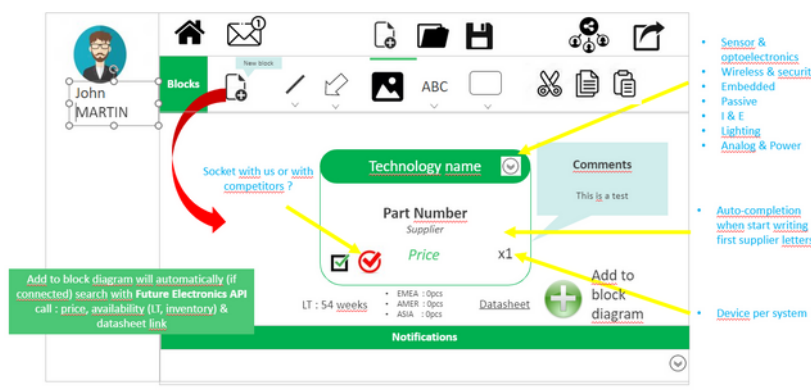 1
New block
John
MARTIN
Blocks
ABC
Sensor &
optoelectronics
Wireless & securit
Embedded
Passive
I & E
Lighting
Analog & Power
Socket with us or with
competitors ?
Technology name
Comments
This is a test
Part Number
Supplier
Price
x1
Auto-completion
when start writing
first supplier letters
Add to block diagram will automatically (if
connected) search with Future Electronics API
call : price, availability (LT, inventory) &
datasheet link
LT : 54 weeks
EMEA : 0pcs
AMER : 0pcs
ASIA : 0pcs
Datasheet
Add to
block
diagram
Device per system
Notifications